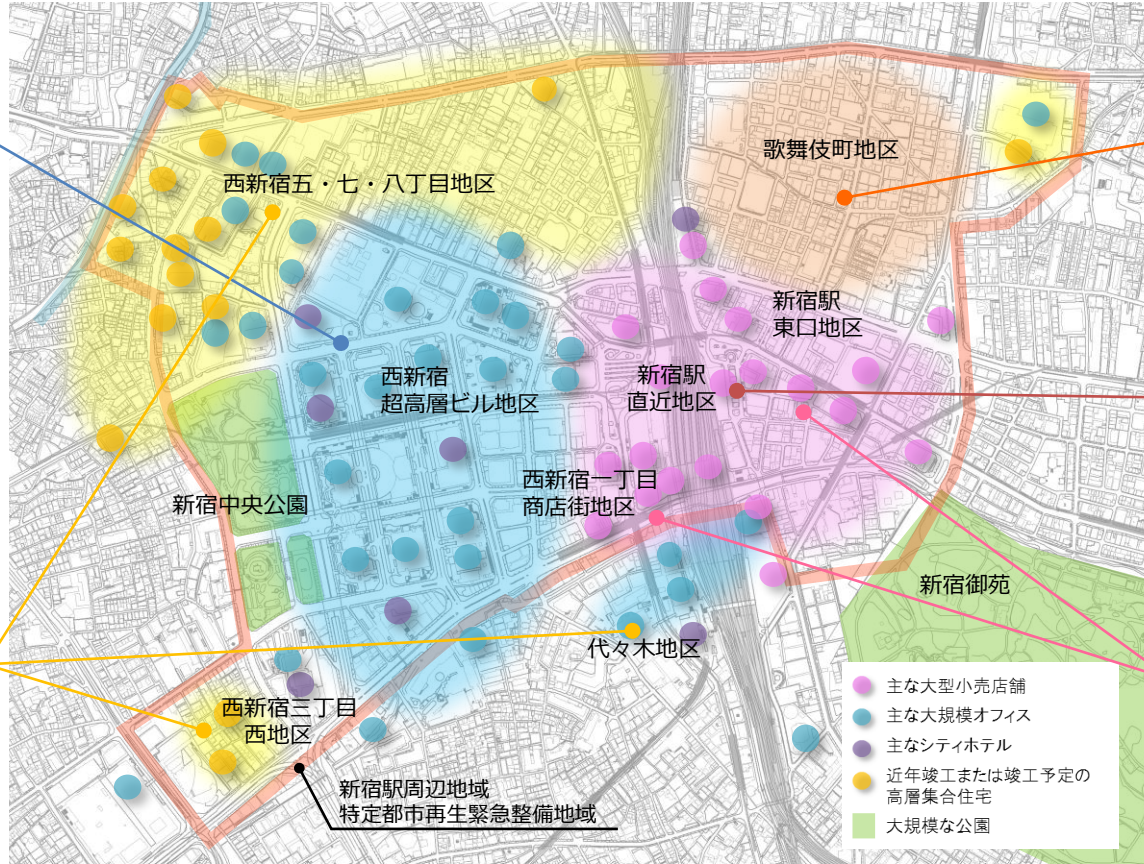 歌舞伎町地区
西新宿五・七・八丁目地区
新宿駅
東口地区
西新宿
超高層ビル地区
新宿駅
直近地区
西新宿一丁目
商店街地区
新宿中央公園
新宿御苑
代々木地区
西新宿三丁目
西地区
新宿駅周辺地域
特定都市再生緊急整備地域
主な大型小売店舗
主な大規模オフィス
主なシティホテル
近年竣工または竣工予定の
高層集合住宅
大規模な公園